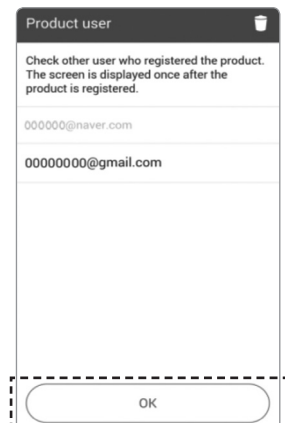 Product user
Check other user who registered the product.
The screen is displayed once after the
product is registered.
000000@naver.com
00000000@gmail.com
OK